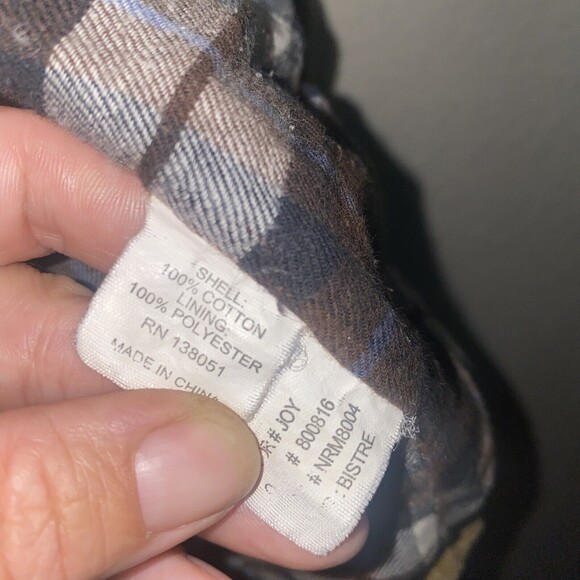 SHELL:
100% COTTON
LINING:
100% POLYESTER
RN 138051
MADE IN CHINA
#JOY
# 800816
# NRM8004
: BISTRE